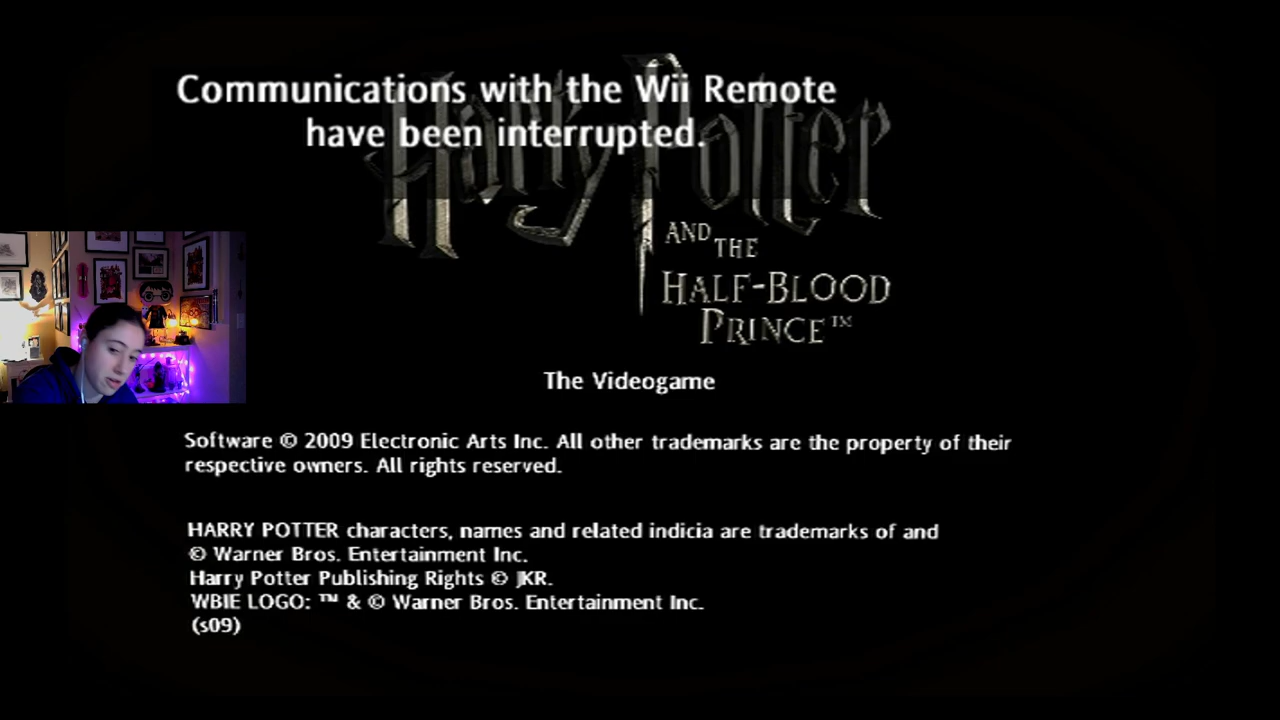 Communications with the Wii Remote
have been interrupted.
Harry Potter
AND THE
HALF-BLOOD
PRINCE™
The Videogame
Software © 2009 Electronic Arts Inc. All other trademarks are the property of their
respective owners. All rights reserved.
HARRY POTTER characters, names and related indicia are trademarks of and
© Warner Bros. Entertainment Inc.
Harry Potter Publishing Rights © JKR.
WBIE LOGO: ™ & © Warner Bros. Entertainment Inc.
(s09)